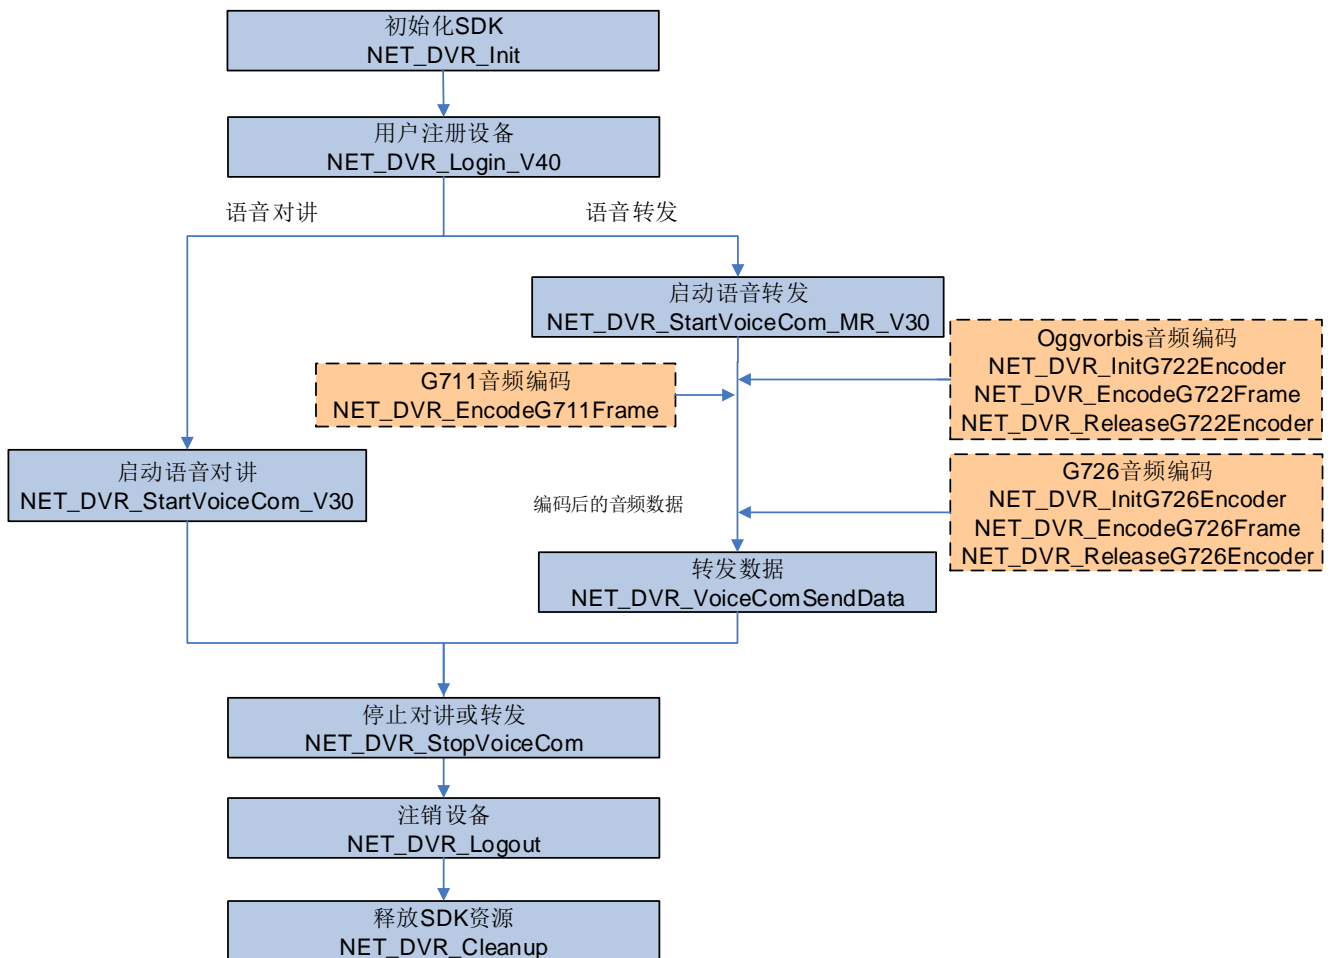 初始化SDK
NET_DVR_Init
用户注册设备
NET_DVR_Login_V40
语音对讲
语音转发
启动语音转发
NET_DVR_StartVoiceCom_MR_V30
Oggvorbis音频编码
NET_DVR_InitG722Encoder
NET_DVR_EncodeG722Frame
NET_DVR_ReleaseG722Encoder
G711音频编码
NET_DVR_EncodeG711Frame
启动语音对讲
NET_DVR_StartVoiceCom_V30
G726音频编码
NET_DVR_InitG726Encoder
NET_DVR_EncodeG726Frame
NET_DVR_ReleaseG726Encoder
编码后的音频数据
转发数据
NET_DVR_VoiceComSendData
停止对讲或转发
NET_DVR_StopVoiceCom
注销设备
NET_DVR_Logout
释放SDK资源
NET_DVR_Cleanup